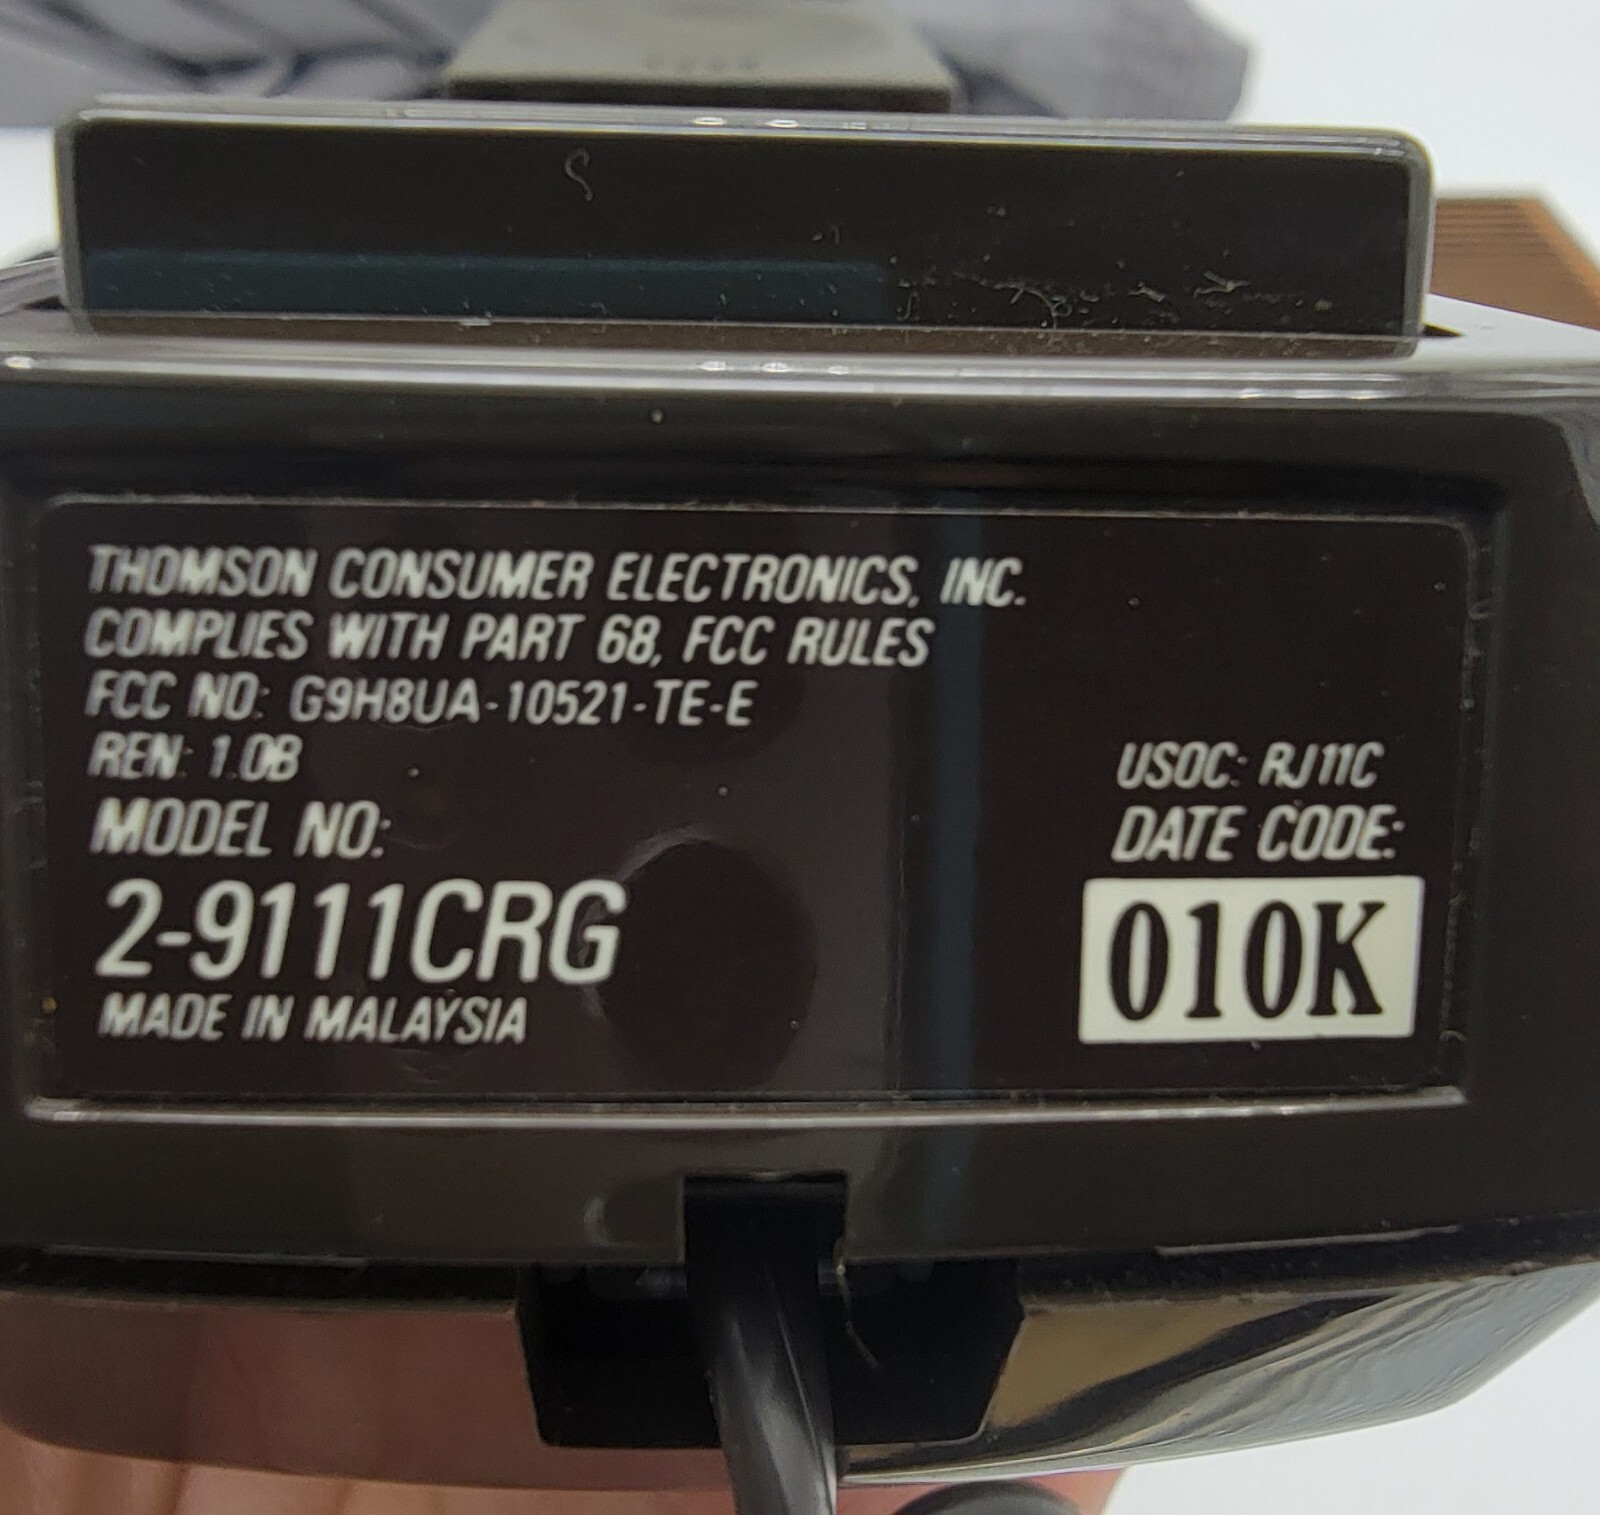 THOMSON CONSUMER ELECTRONICS, INC.
COMPLIES WITH PART 68, FCC RULES
FCC NO: G9H8UA-10521-TE-E
REN: 1.0B
MODEL NO:
2-9111CRG
MADE IN MALAYSIA
USOC: RJ11C
DATE CODE:
010K